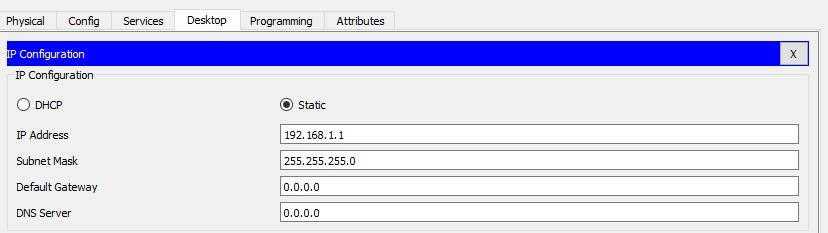 Physical Config Services Desktop Programming Attributes
IP Configuration X
IP Configuration
DHCP Static
IP Address 192.168.1.1
Subnet Mask 255.255.255.0
Default Gateway 0.0.0.0
DNS Server 0.0.0.0